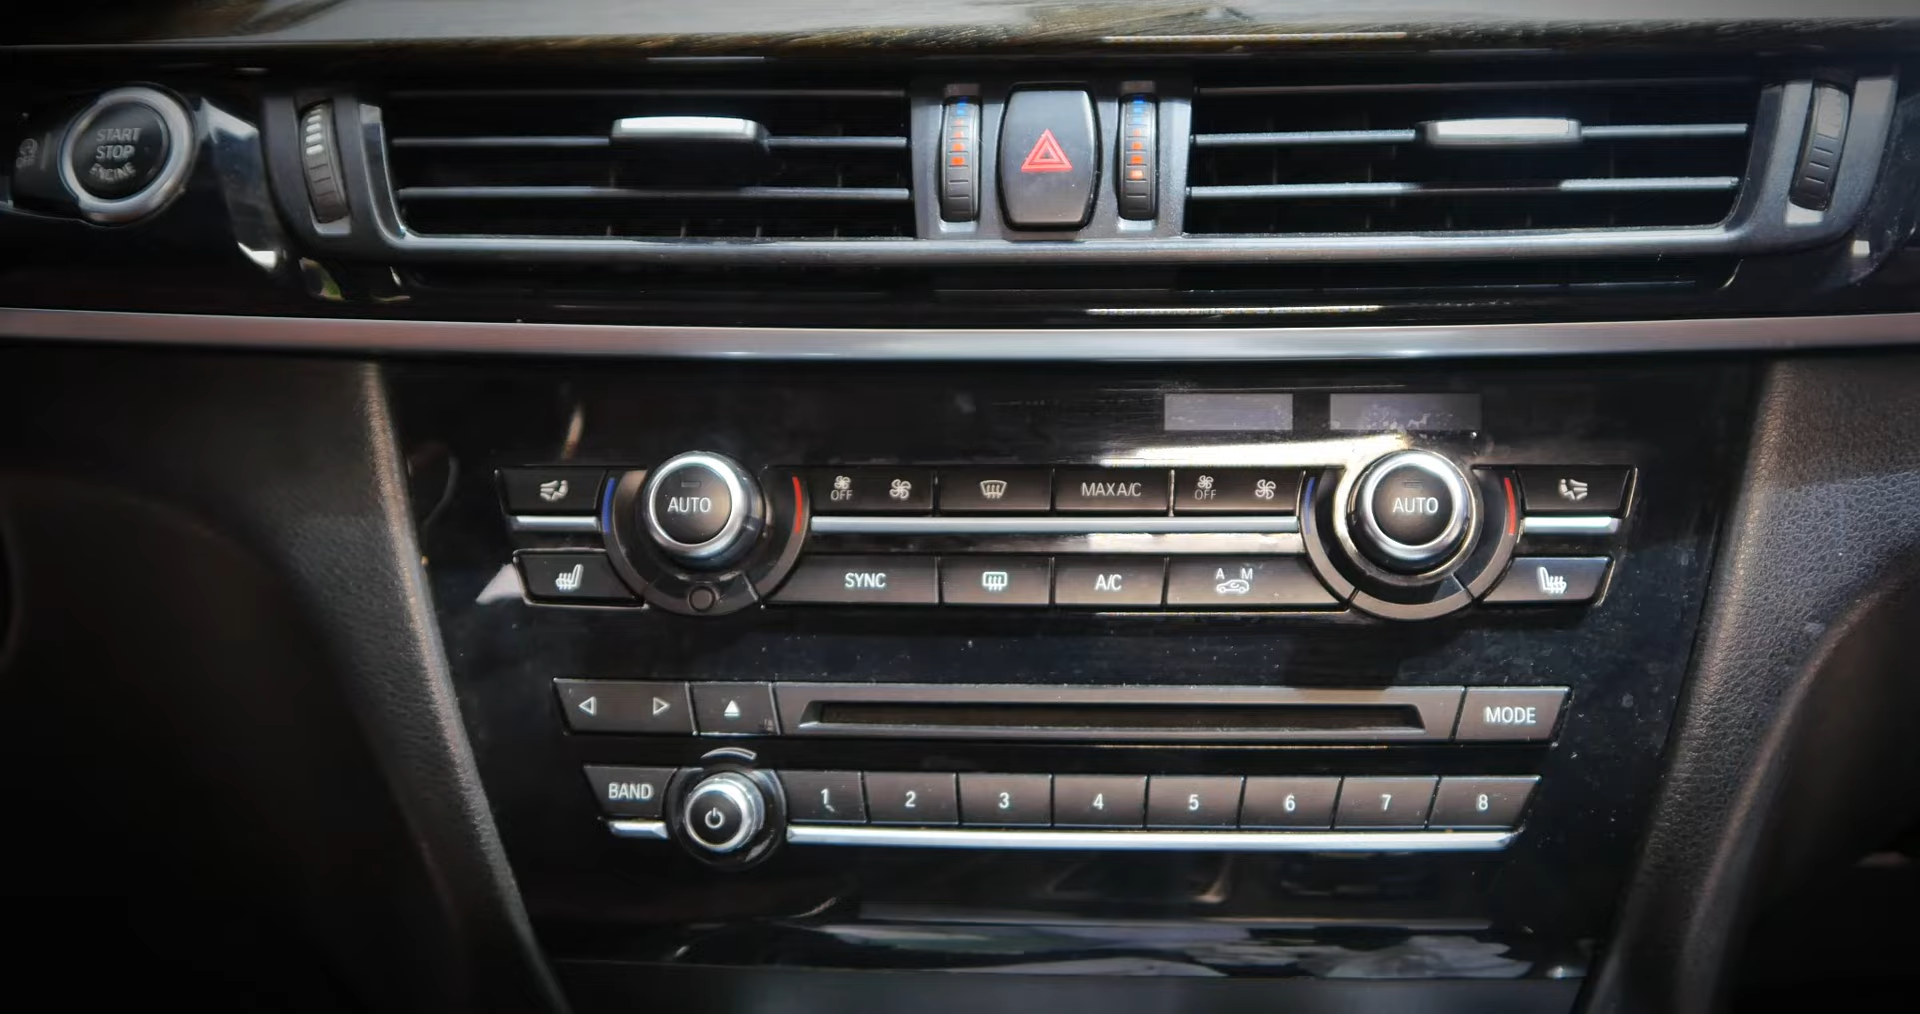 START
STOP
ENGINE
OFF
AUTO
OFF
MAX A/C
OFF
AUTO
SYNC
A/C
A M
MODE
BAND
1 2 3 4 5 6 7 8